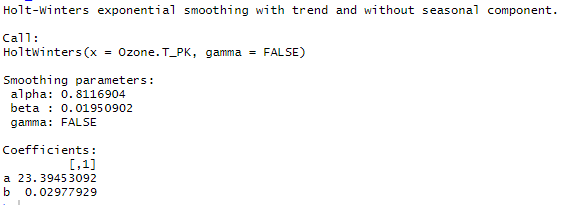 Holt-Winters exponential smoothing with trend and without seasonal component.
Call:
HoltWinters(x = Ozone.T_PK, gamma = FALSE)
Smoothing parameters:
alpha: 0.8116904
beta : 0.01950902
gamma: FALSE
Coefficients:
[,1]
a 23.39453092
b 0.02977929